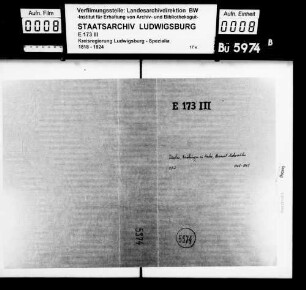 Aufn. Film
0008
Verfilmungsstelle: Landesarchivdirektion BW
-Institut für Erhaltung von Archiv- und Bibliotheksgut-
STAATSARCHIV LUDWIGSBURG
E 173 III
Kreisregierung Ludwigsburg - Spezialia
1818 - 1924
Aufn. Einheit
0008
Bü 5974
B
E 173 III
5974
5974